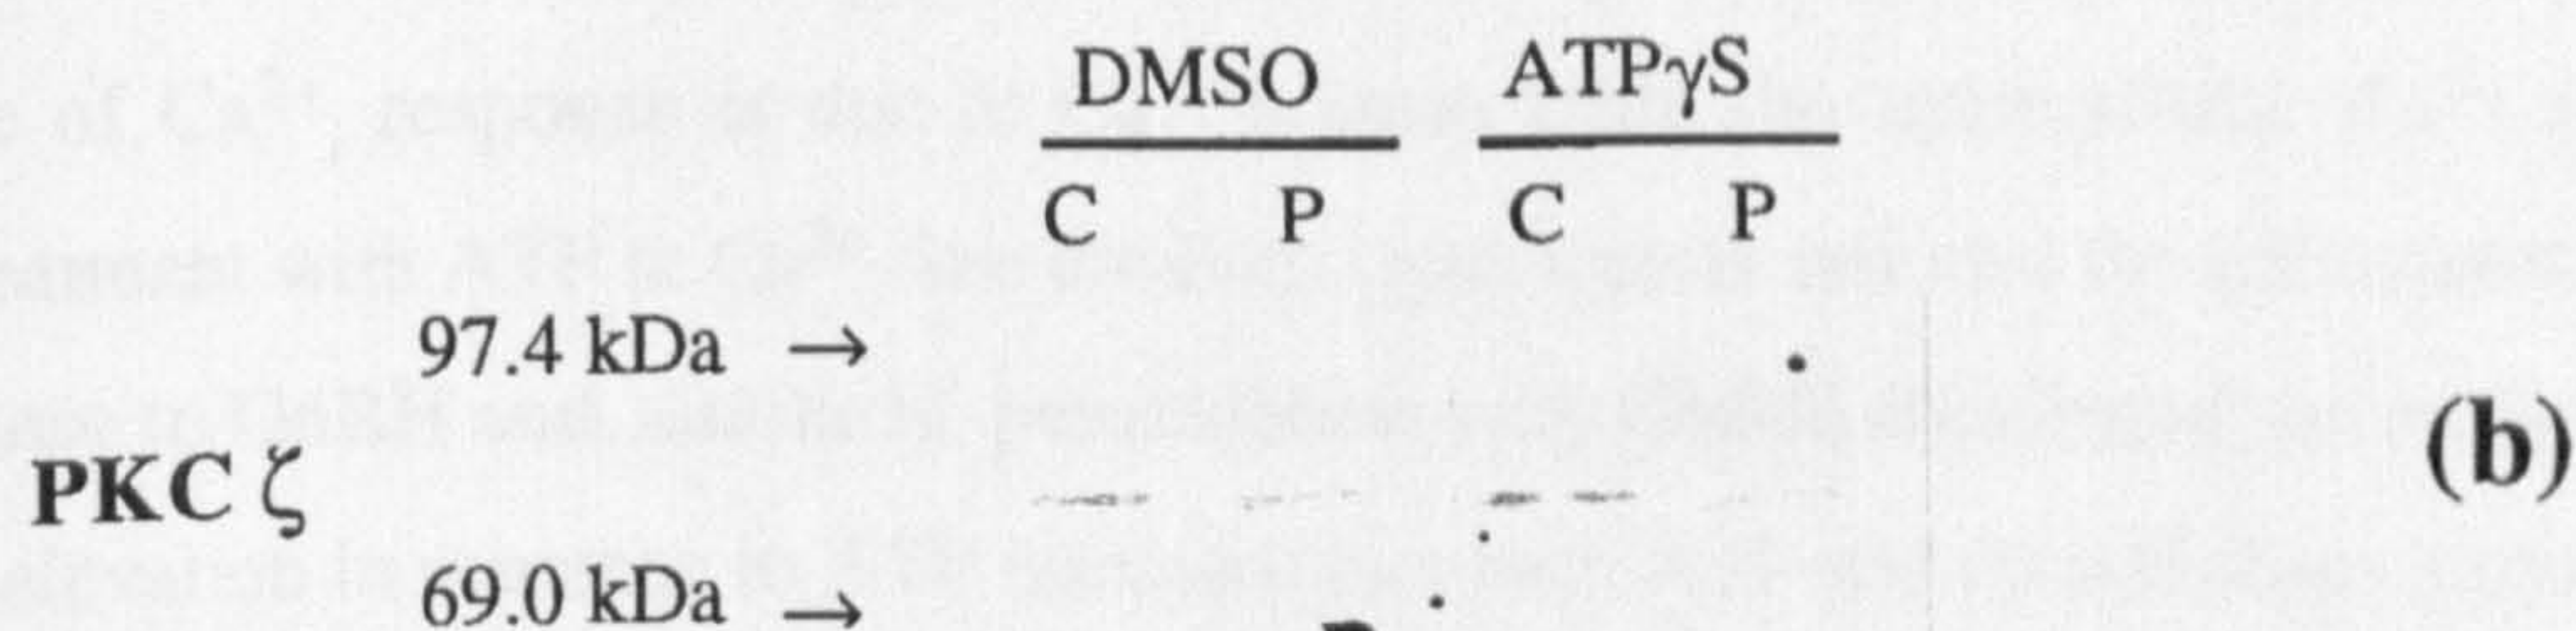 DMSO ATPγS
C P C P
97.4 kDa →
PKC ζ (b)
69.0 kDa →